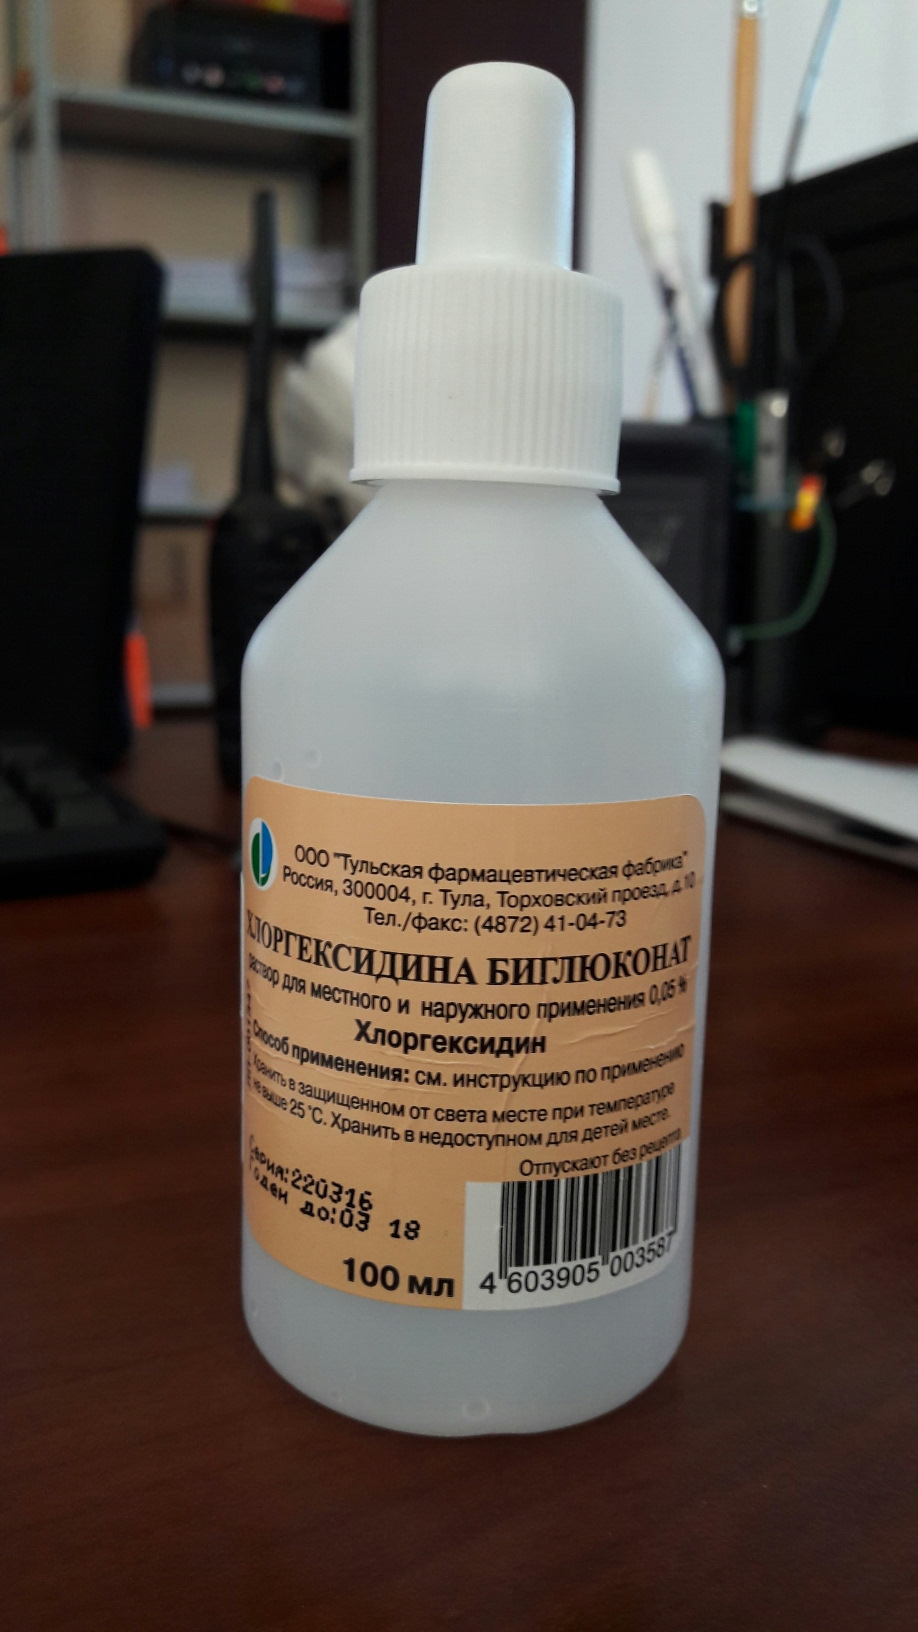 ООО "Тульская фармацевтическая фабрика"
Россия, 300004, г. Тула, Торховский проезд, д.10
Тел./факс: (4872) 41-04-73
ХЛОРГЕКСИДИНА БИГЛЮКОНАТ
раствор для местного и наружного применения 0,05 %
Хлоргексидин
Способ применения: см. инструкцию по применению
Хранить в защищенном от света месте при температуре
не выше 25 °С. Хранить в недоступном для детей месте.
Отпускают без рецепта
Серия:220316
Годен до:03 18
100 мл
4 603905 003587